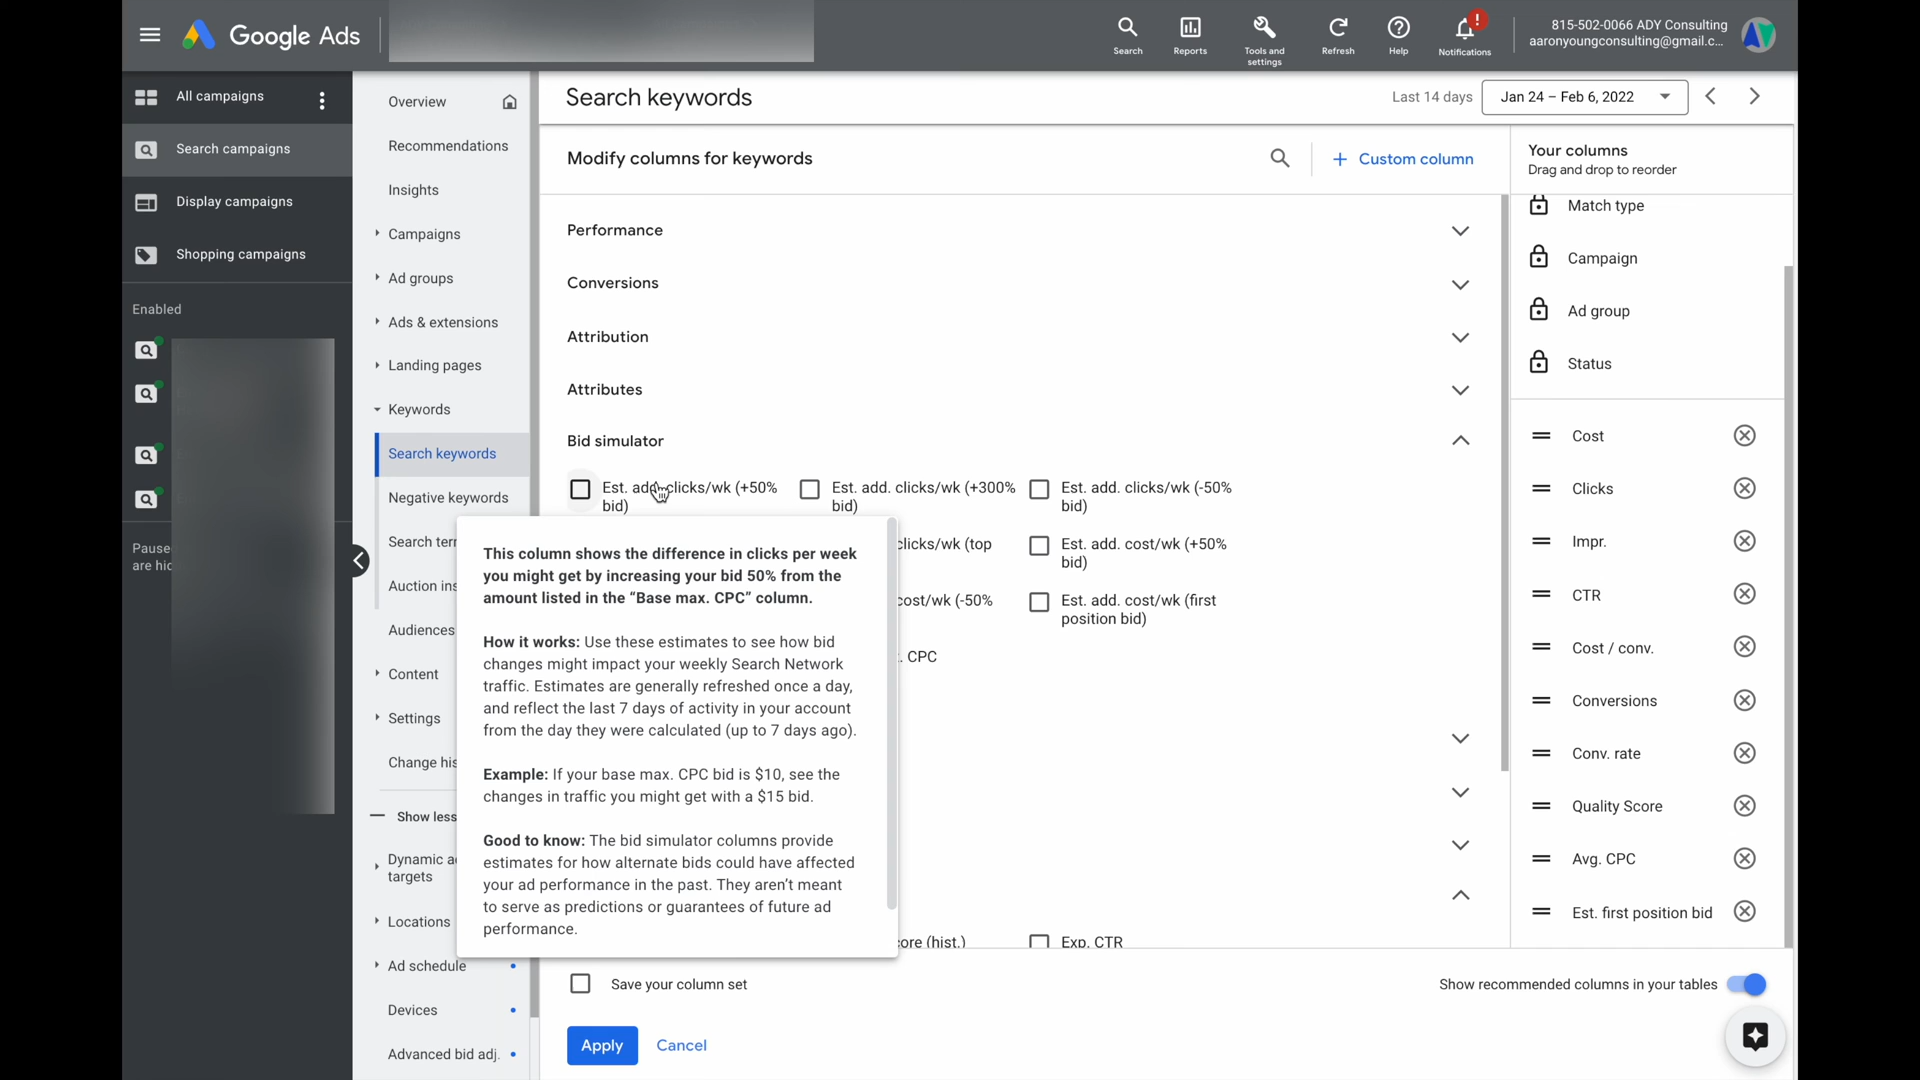 Google Ads
Search
Reports
Tools and
settings
Refresh
Help
!
Notifications
815-502-0066 ADY Consulting
aaronyoungconsulting@gmail.c...
All campaigns
Search campaigns
Display campaigns
Shopping campaigns
Enabled
Pause
are hid
Overview
Recommendations
Insights
Campaigns
Ad groups
Ads & extensions
Landing pages
Keywords
Search keywords
Negative keywords
Search ter
Auction ins
Audiences
Content
Settings
Change his
Show less
Dynamic a
targets
Locations
Ad schedule
Devices
Advanced bid adj.
Search keywords
Last 14 days
Jan 24 – Feb 6, 2022
Modify columns for keywords
+ Custom column
Performance
Conversions
Attribution
Attributes
Bid simulator
Est. add. clicks/wk (+50%
bid)
Est. add. clicks/wk (+300%
bid)
Est. add. clicks/wk (-50%
bid)
clicks/wk (top
Est. add. cost/wk (+50%
bid)
cost/wk (-50%
Est. add. cost/wk (first
position bid)
. CPC
This column shows the difference in clicks per week
you might get by increasing your bid 50% from the
amount listed in the “Base max. CPC” column.
How it works: Use these estimates to see how bid
changes might impact your weekly Search Network
traffic. Estimates are generally refreshed once a day,
and reflect the last 7 days of activity in your account
from the day they were calculated (up to 7 days ago).
Example: If your base max. CPC bid is $10, see the
changes in traffic you might get with a $15 bid.
Good to know: The bid simulator columns provide
estimates for how alternate bids could have affected
your ad performance in the past. They aren’t meant
to serve as predictions or guarantees of future ad
performance.
ore (hist.)
Exp. CTR
Save your column set
Show recommended columns in your tables
Apply
Cancel
Your columns
Drag and drop to reorder
Match type
Campaign
Ad group
Status
Cost
Clicks
Impr.
CTR
Cost / conv.
Conversions
Conv. rate
Quality Score
Avg. CPC
Est. first position bid